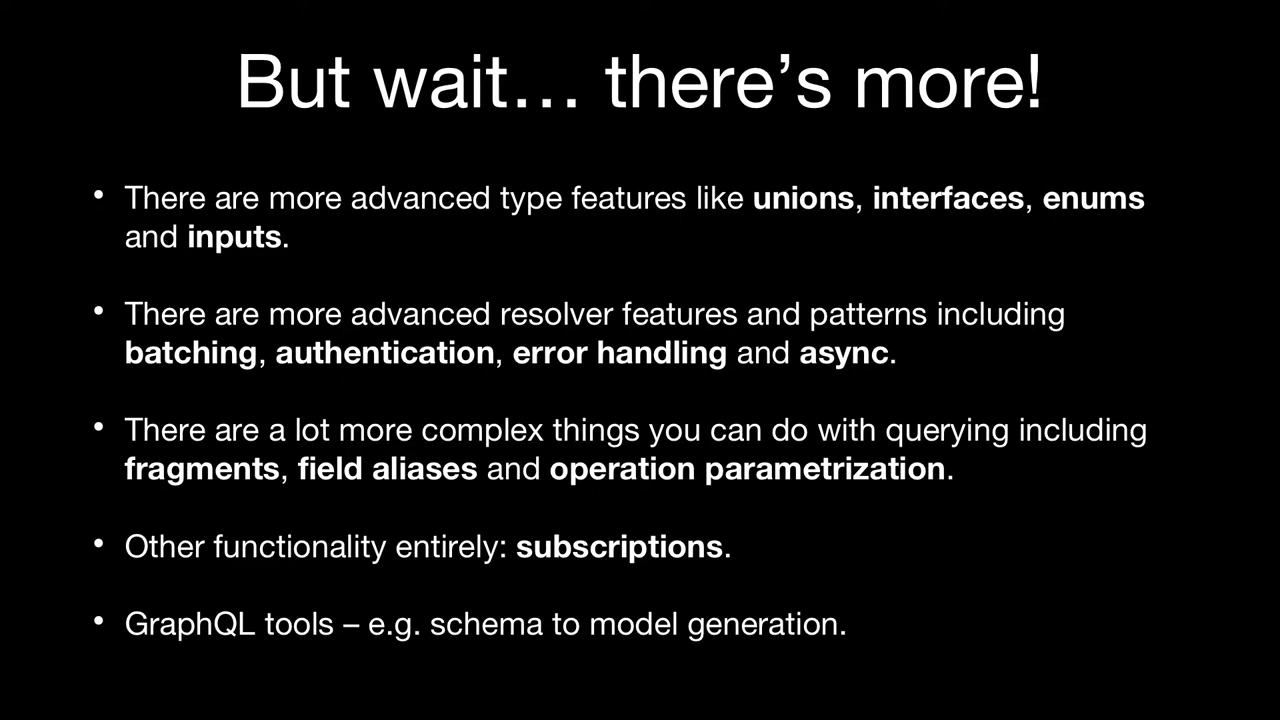 But wait… there’s more!
• There are more advanced type features like unions, interfaces, enums
and inputs.
• There are more advanced resolver features and patterns including
batching, authentication, error handling and async.
• There are a lot more complex things you can do with querying including
fragments, field aliases and operation parametrization.
• Other functionality entirely: subscriptions.
• GraphQL tools – e.g. schema to model generation.